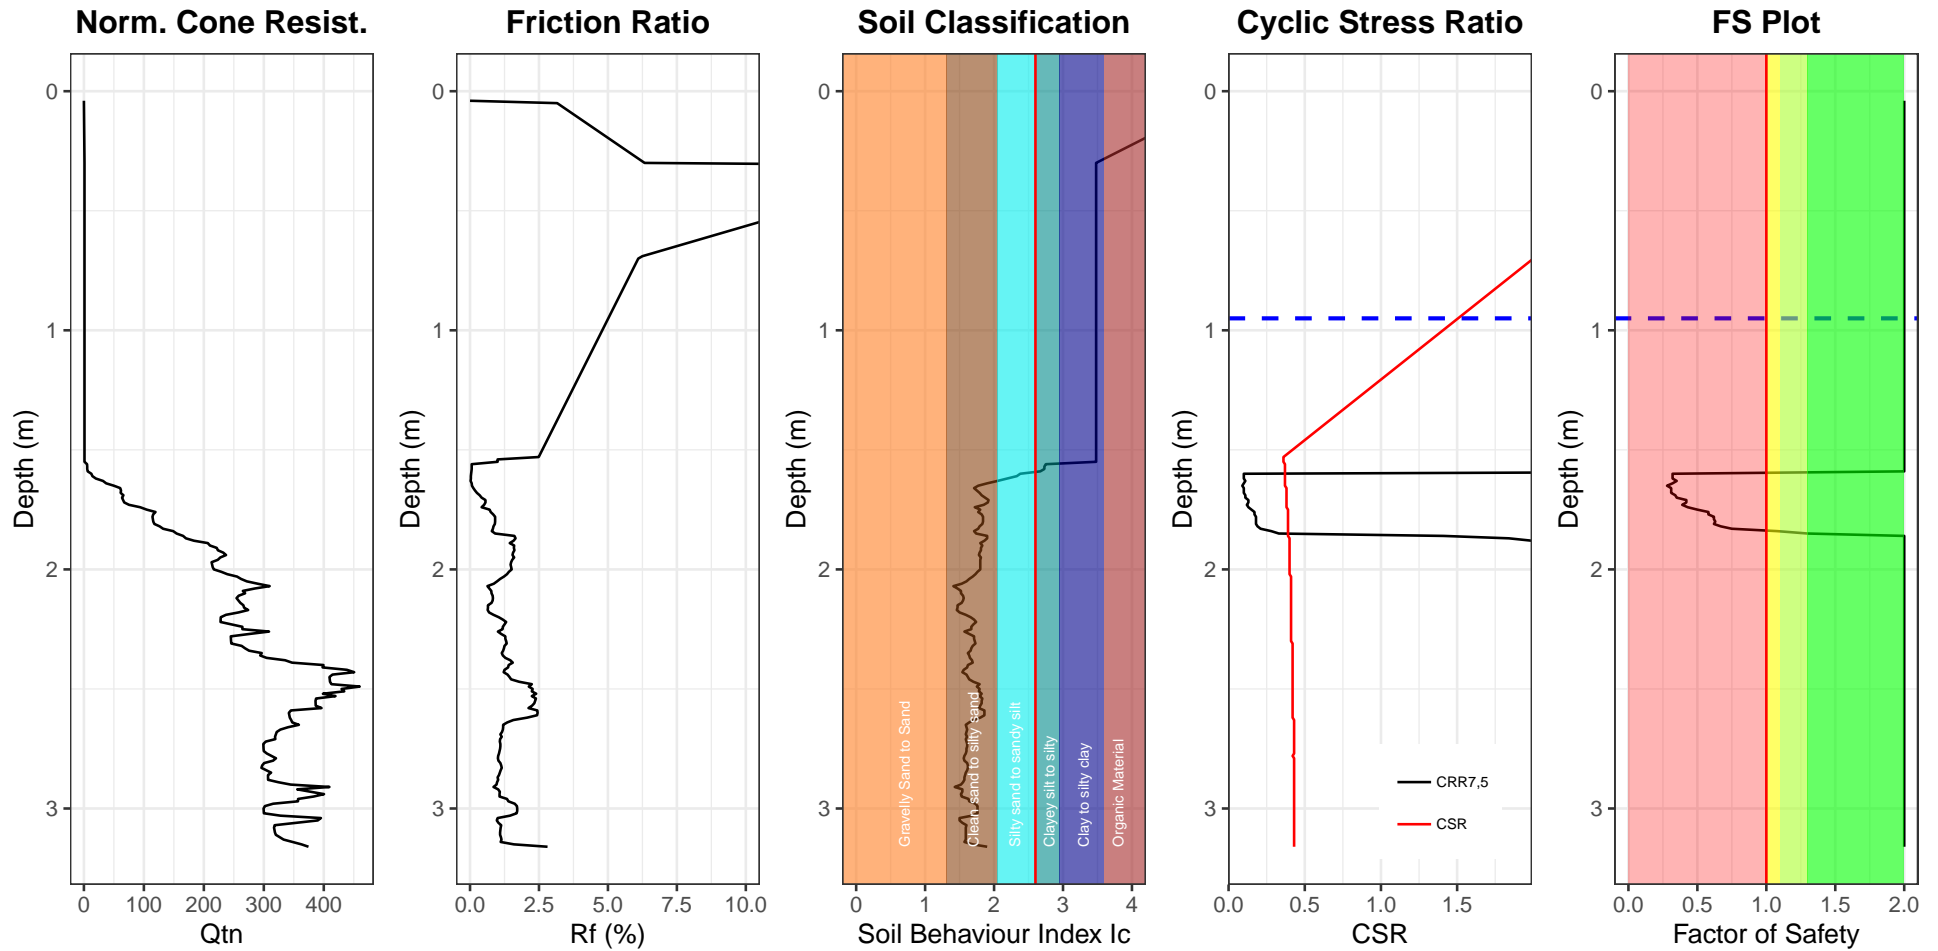 Norm. Cone Resist.
Friction Ratio
Soil Classification
Cyclic Stress Ratio
FS Plot
Depth (m)
0
1
2
3
0
100
200
300
400
Qtn
Depth (m)
0
1
2
3
0.0
2.5
5.0
7.5
10.0
Rf (%)
Depth (m)
0
1
2
3
Gravelly Sand to Sand
Clean sand to silty sand
Silty sand to sandy silt
Clayey silt to silty
Clay to silty clay
Organic Material
0
1
2
3
4
Soil Behaviour Index Ic
Depth (m)
0
1
2
3
CRR7,5
CSR
0.0
0.5
1.0
1.5
CSR
Depth (m)
0
1
2
3
0.0
0.5
1.0
1.5
2.0
Factor of Safety